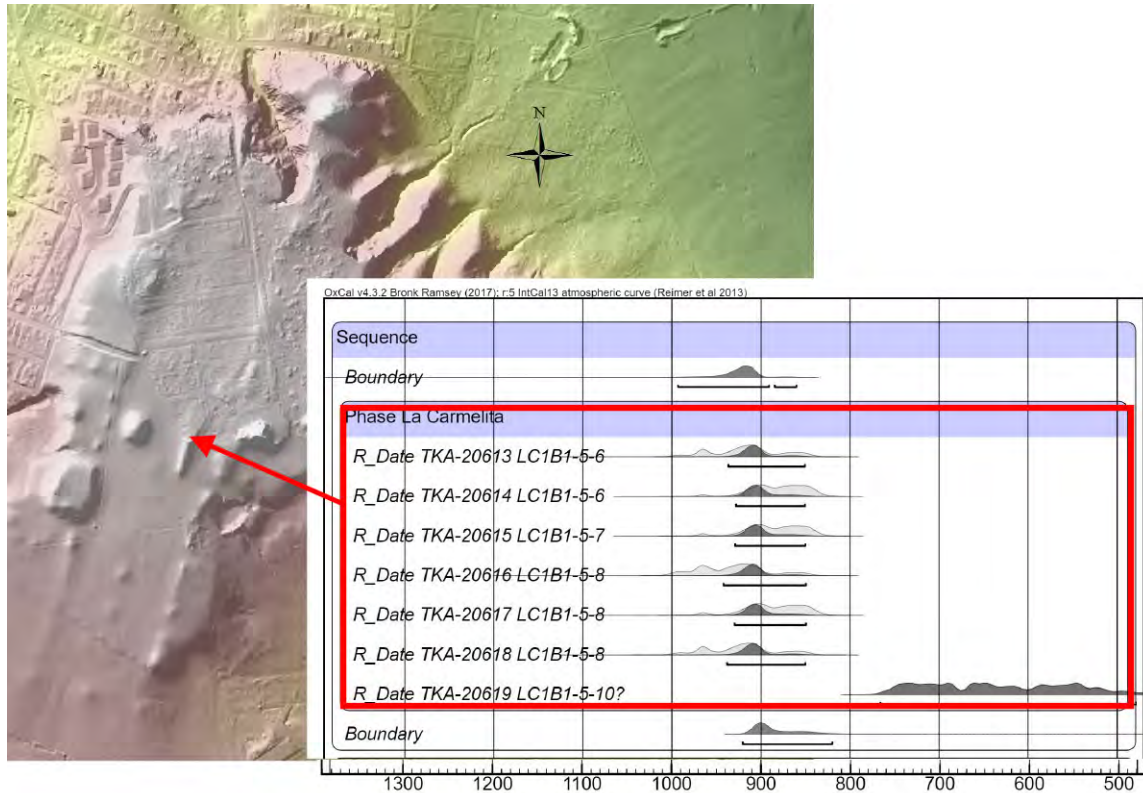 N
OxCal v4.3.2 Bronk Ramsey (2017); r:5 IntCal13 atmospheric curve (Reimer et al 2013)
Sequence
Boundary
Phase La Carmelita
R_Date TKA-20613 LC1B1-5-6
R_Date TKA-20614 LC1B1-5-6
R_Date TKA-20615 LC1B1-5-7
R_Date TKA-20616 LC1B1-5-8
R_Date TKA-20617 LC1B1-5-8
R_Date TKA-20618 LC1B1-5-8
R_Date TKA-20619 LC1B1-5-10?
Boundary
1300 1200 1100 1000 900 800 700 600 500